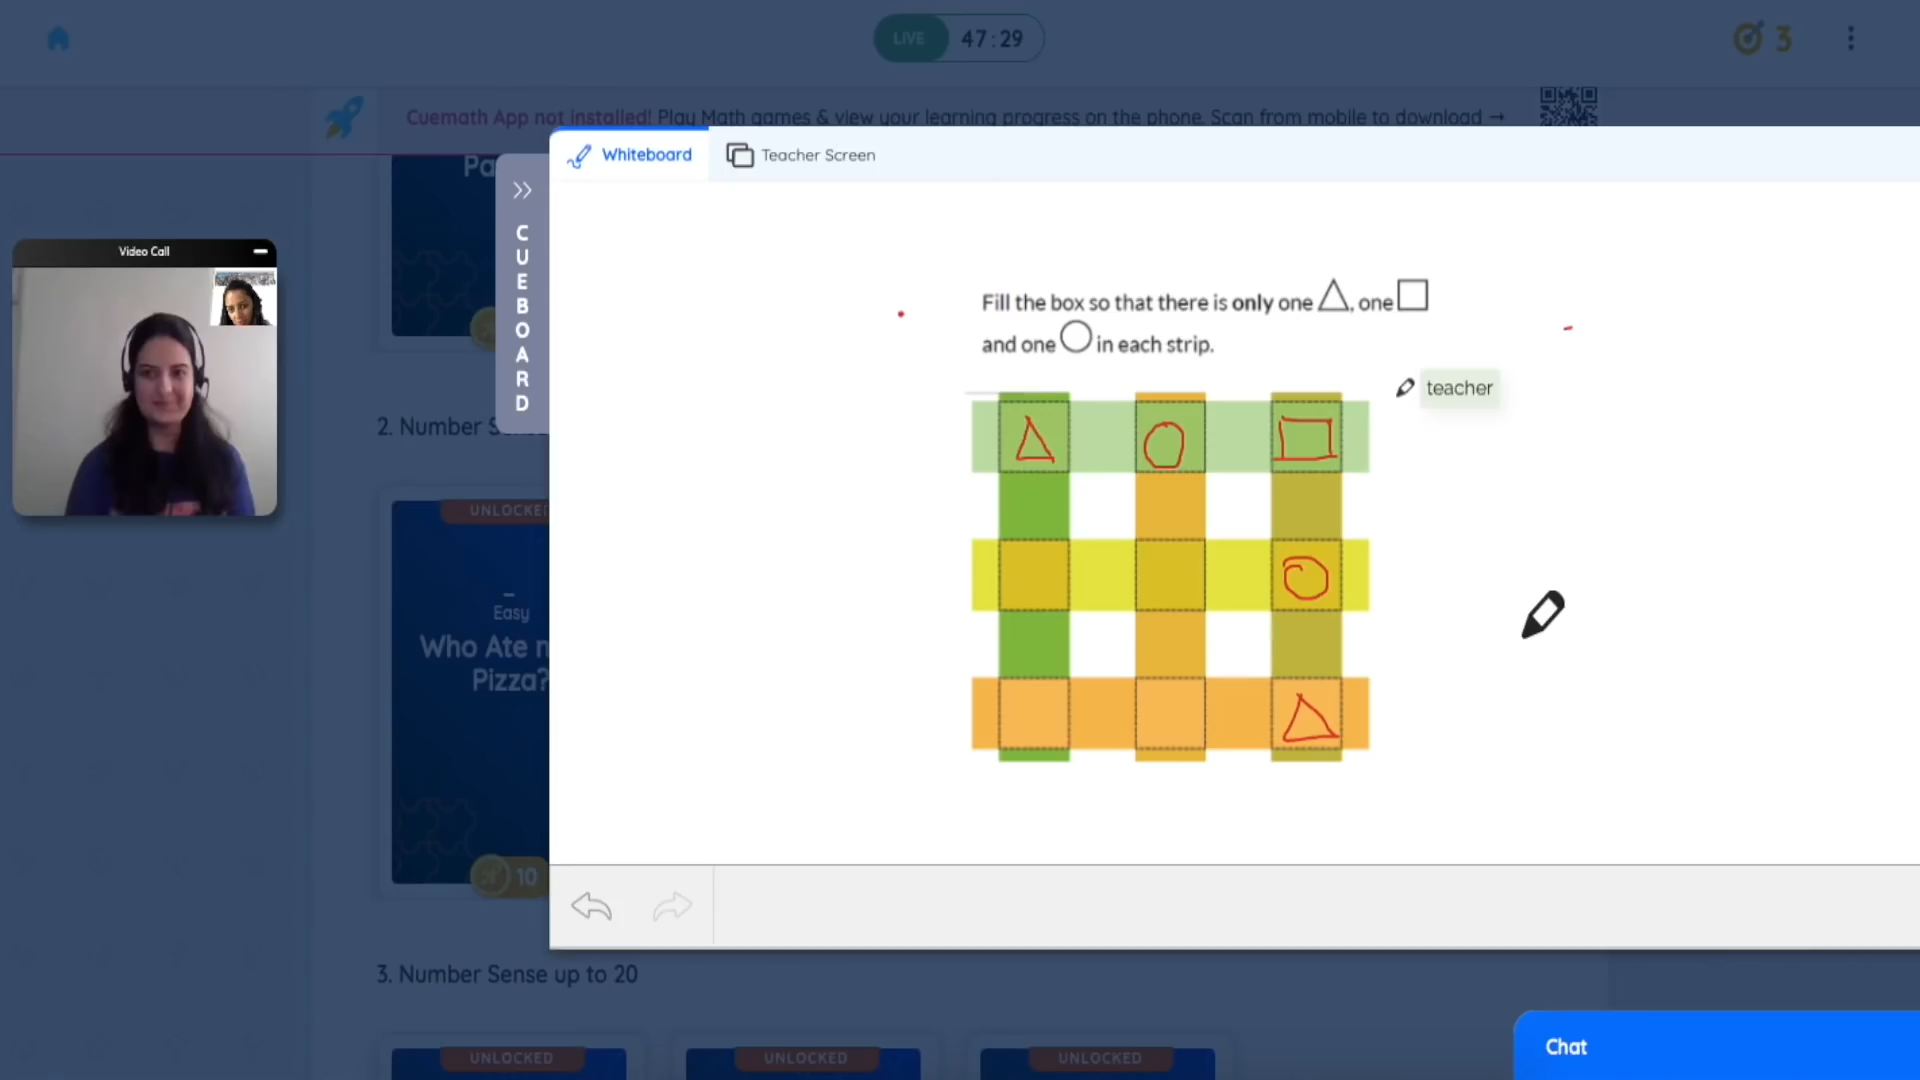 LIVE 47:29
3
Cuemath App not installed! Play Math games & view your learning progress on the phone. Scan from mobile to download →
Whiteboard
Teacher Screen
CUEBOARD
Video Call
Fill the box so that there is only one △, one □
and one ○ in each strip.
teacher
2. Number
UNLOCKED
Easy
Who Ate
Pizza?
10
3. Number Sense up to 20
UNLOCKED
UNLOCKED
UNLOCKED
Chat